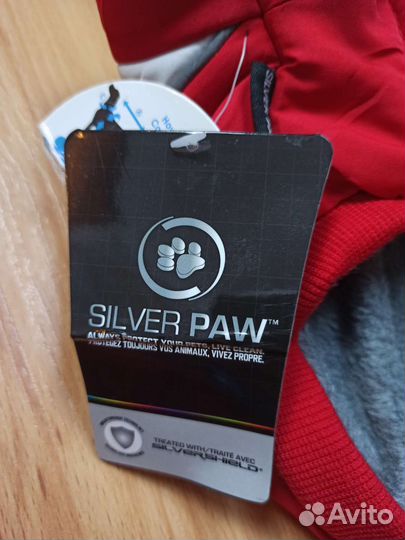 SILVER PAW™
ALWAYS PROTECT YOUR PETS, LIVE CLEAN.
PROTÉGEZ TOUJOURS VOS ANIMAUX, VIVEZ PROPRE.
TREATED WITH/TRAITÉ AVEC
SILVERSHIELD®
Avito